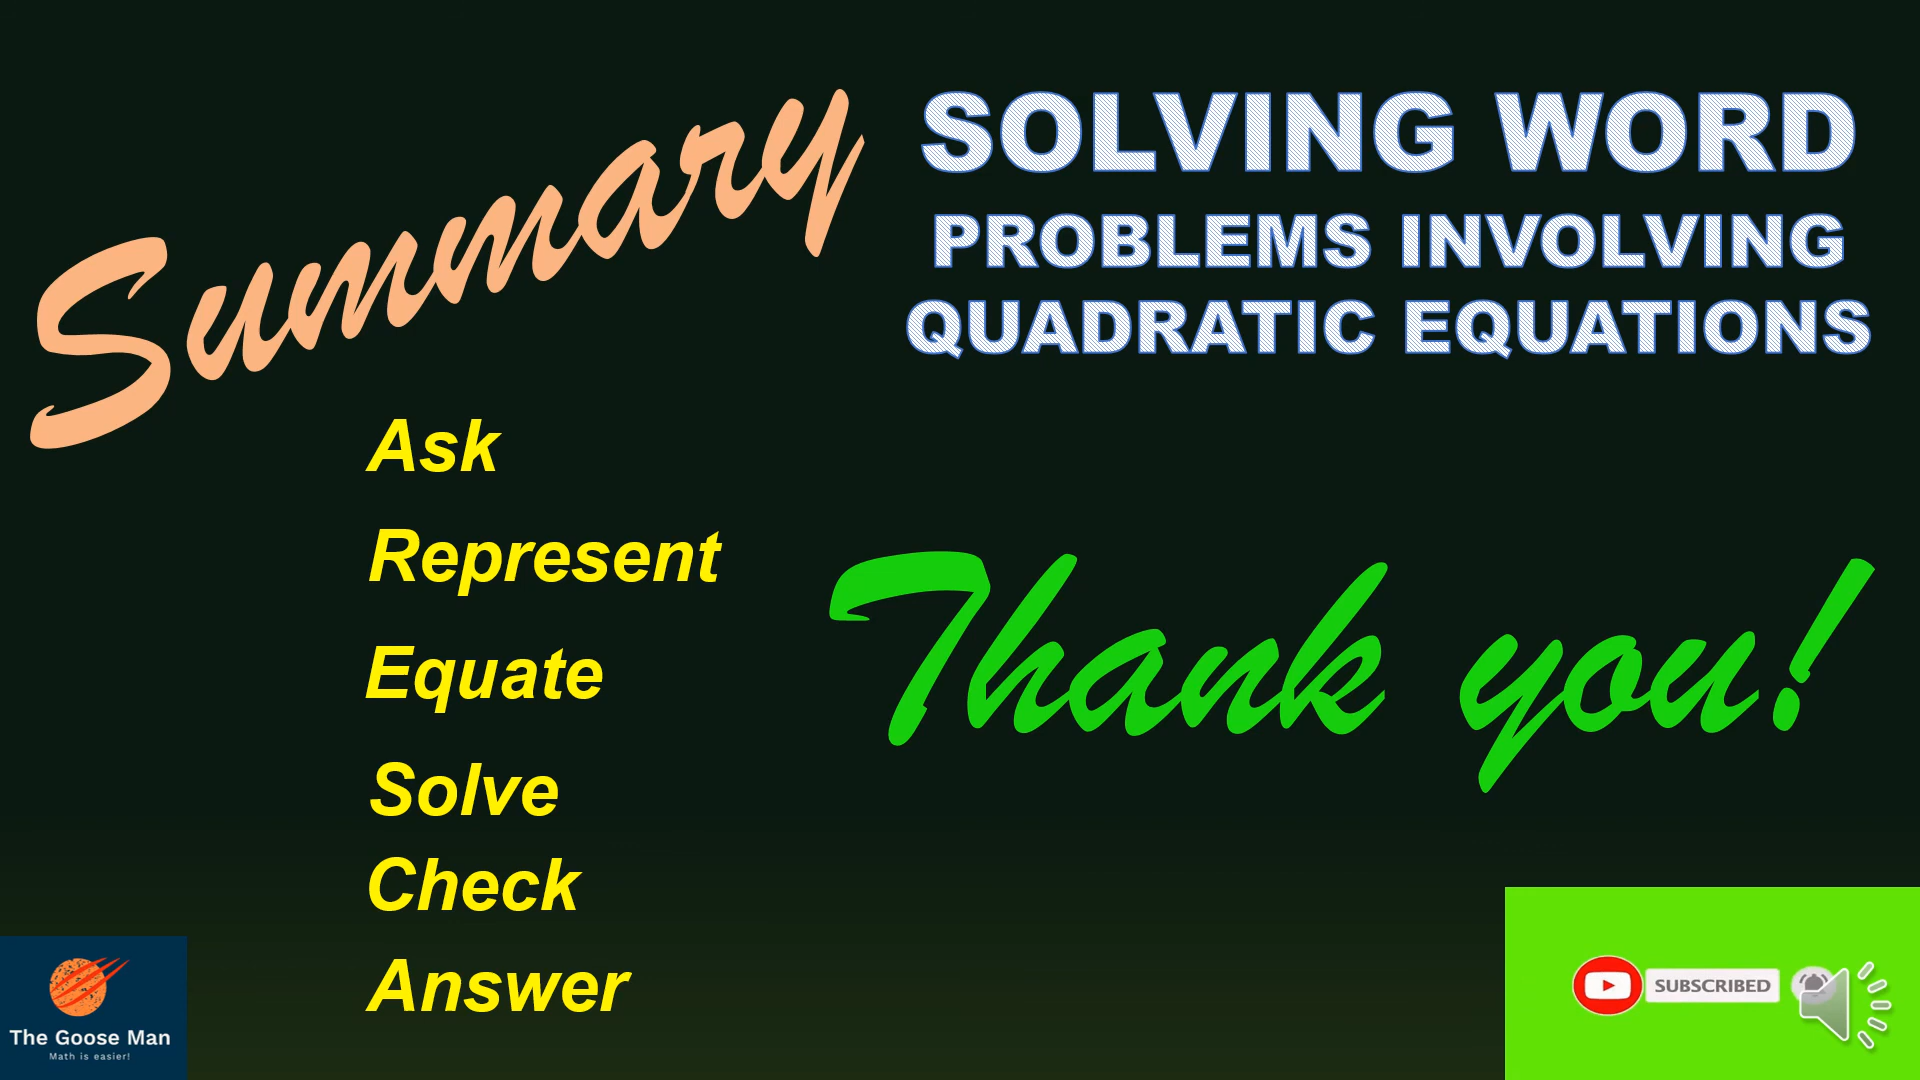 Summary
SOLVING WORD
PROBLEMS INVOLVING
QUADRATIC EQUATIONS
Ask
Represent
Equate
Solve
Check
Answer
Thank you!
The Goose Man
Math is easier!
SUBSCRIBED